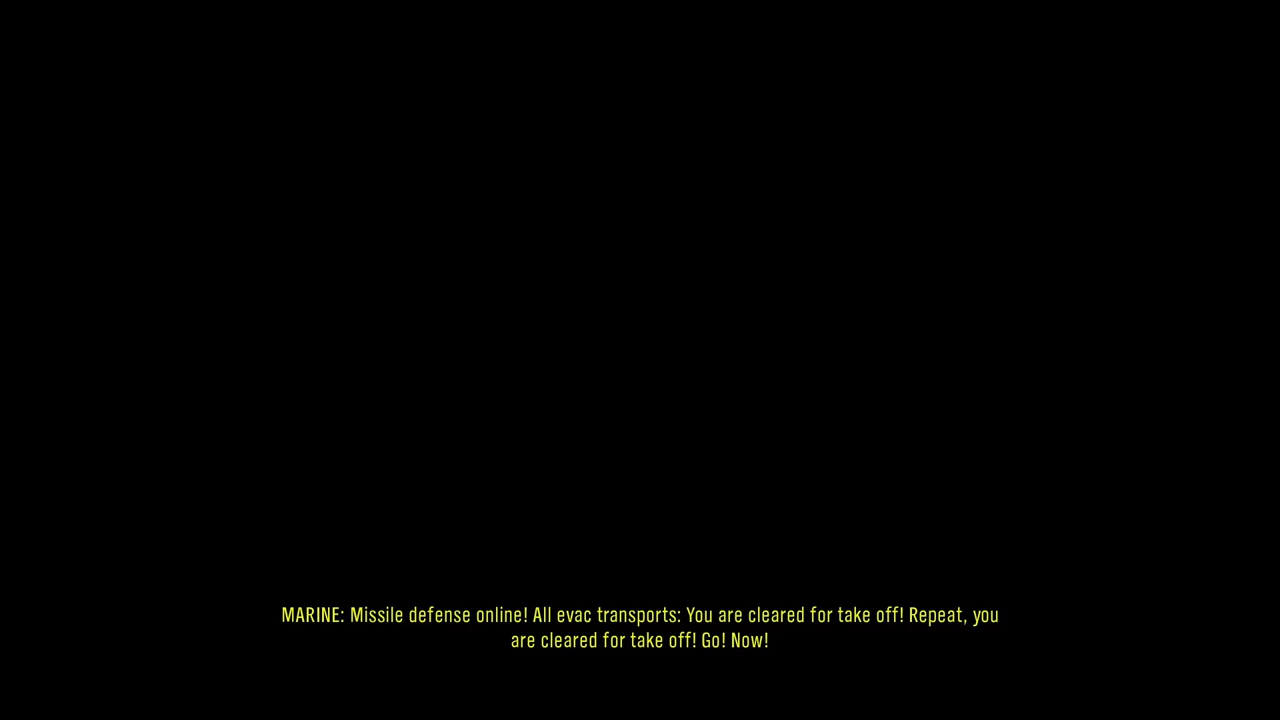 MARINE: Missile defense online! All evac transports: You are cleared for take off! Repeat, you
are cleared for take off! Go! Now!